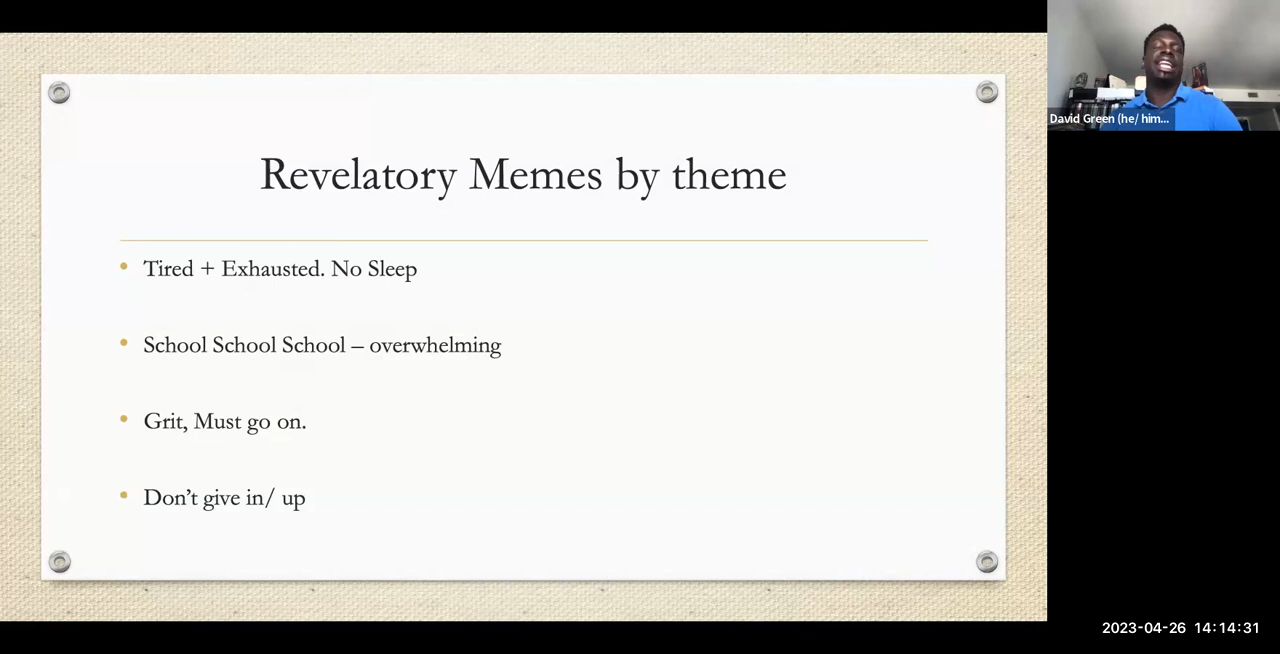 Revelatory Memes by theme
Tired + Exhausted. No Sleep
School School School – overwhelming
Grit, Must go on.
Don’t give in/ up
David Green (he/ him...
2023-04-26 14:14:31